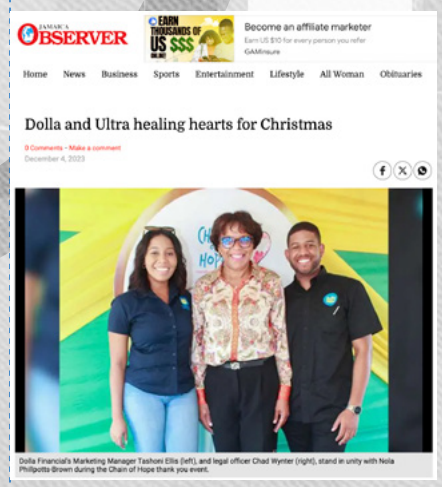 JAMAICA
OBSERVER
EARN
THOUSANDS OF
US $$$
Become an affiliate marketer
Earn US $10 for every person you refer
GAMinsure
Home News Business Sports Entertainment Lifestyle All Woman Obituaries
Dolla and Ultra healing hearts for Christmas
0 Comments - Make a comment
December 4, 2023
Dolla Financial's Marketing Manager Tashoni Ellis (left), and legal officer Chad Wynter (right), stand in unity with Nola
Phillpotts-Brown during the Chain of Hope thank you event.